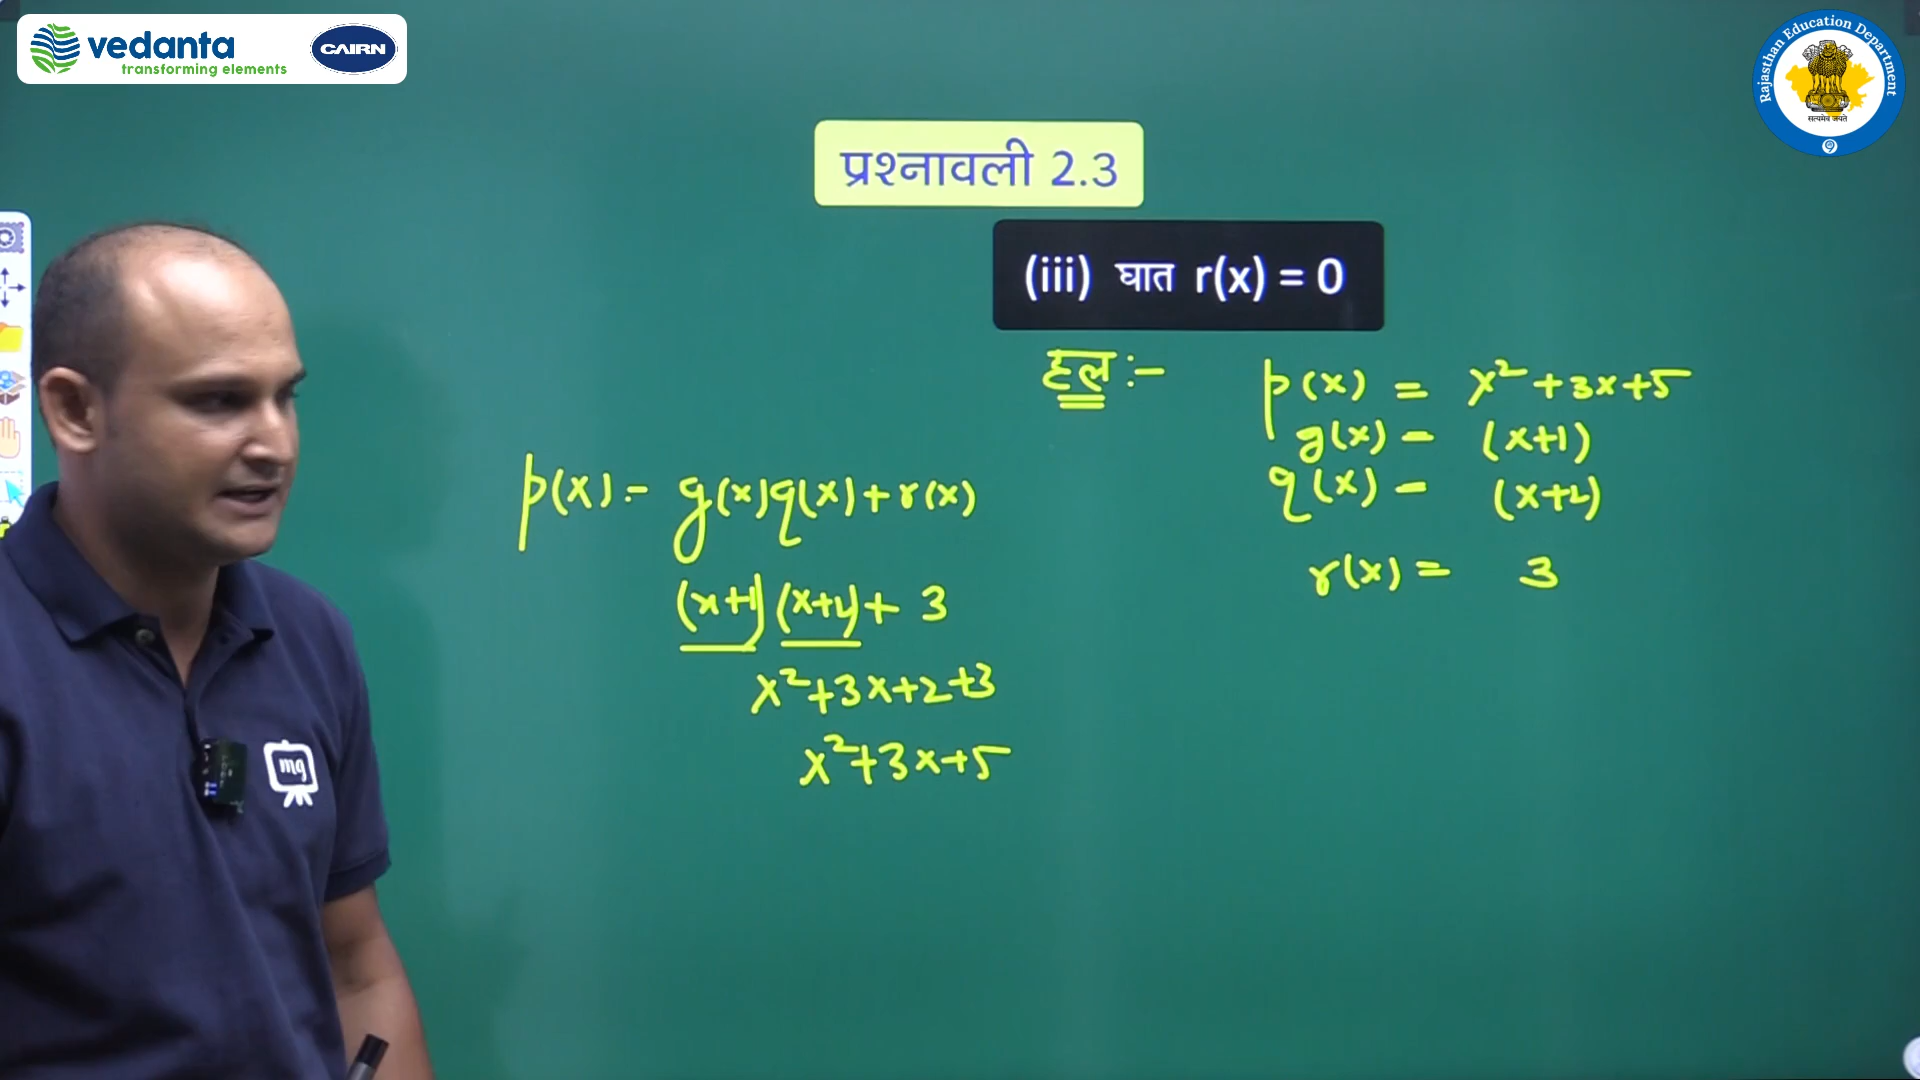 vedanta
transforming elements
CAIRN
Rajasthan Education Department
सत्यमेव जयते
प्रश्नावली 2.3
(iii) घात r(x) = 0
हल :-
p(x) = x²+3x+5
g(x) = (x+1)
q(x) = (x+2)
r(x) = 3
p(x) :- g(x)q(x)+r(x)
(x+1) (x+2)+ 3
x²+3x+2+3
x²+3x+5
mg